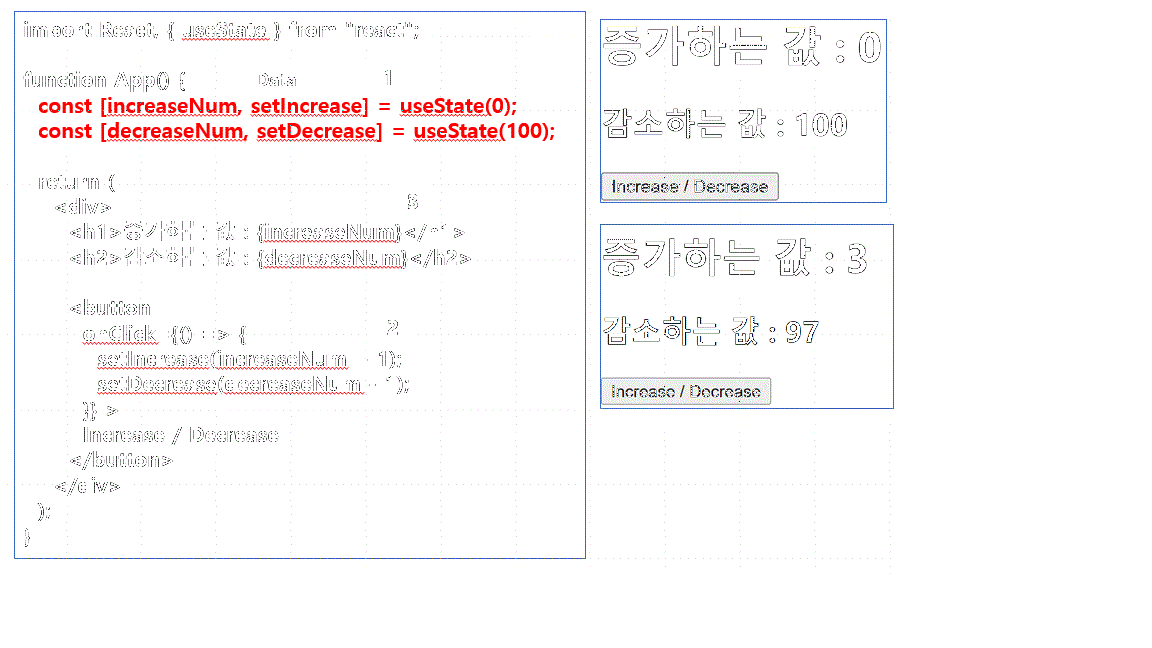 import React, { useState } from "react";
function App() {
Data
1
const [increaseNum, setIncrease] = useState(0);
const [decreaseNum, setDecrease] = useState(100);
return (
<div>
3
<h1>증가하는 값 : {increaseNum}</h1>
<h2>감소하는 값 : {decreaseNum}</h2>
<button
onClick={() => {
2
setIncrease(increaseNum + 1);
setDecrease(decreaseNum - 1);
}} >
Increase / Decrease
</button>
</div>
);
}
증가하는 값 : 0
감소하는 값 : 100
Increase / Decrease
증가하는 값 : 3
감소하는 값 : 97
Increase / Decrease